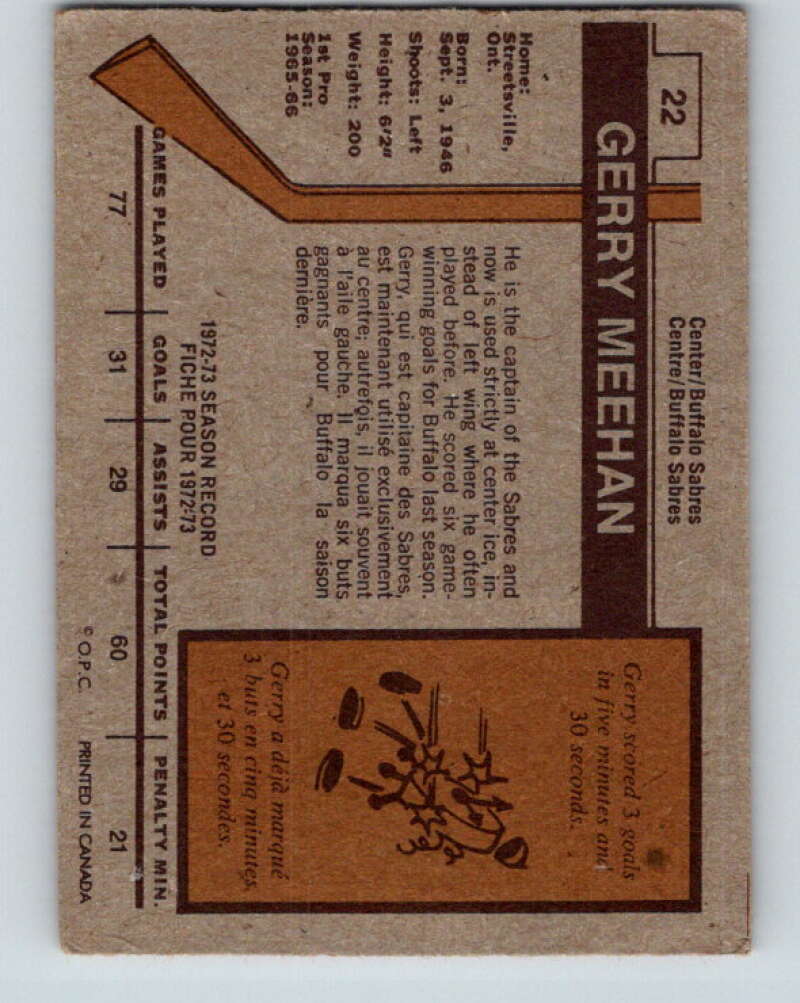 22
Center/Buffalo Sabres
Centre/Buffalo Sabres
GERRY MEEHAN
Home:
Streetsville,
Ont.
Born:
Sept. 3, 1946
Shoots: Left
Height: 6'2"
Weight: 200
1st Pro
Season:
1965-66
He is the captain of the Sabres and
now is used strictly at center ice, in-
stead of left wing where he often
played before. He scored six game-
winning goals for Buffalo last season.
Gerry, qui est capitaine des Sabres,
est maintenant utilisé exclusivement
au centre; autrefois, il jouait souvent
à l'aile gauche. Il marqua six buts
gagnants pour Buffalo la saison
dernière.
Gerry scored 3 goals
in five minutes and
30 seconds.
Gerry a déjà marqué
3 buts en cinq minutes
et 30 secondes.
1972-73 SEASON RECORD
FICHE POUR 1972-73
GAMES PLAYED GOALS ASSISTS TOTAL POINTS PENALTY MIN.
77 31 29 60 21
© O.P.C. PRINTED IN CANADA